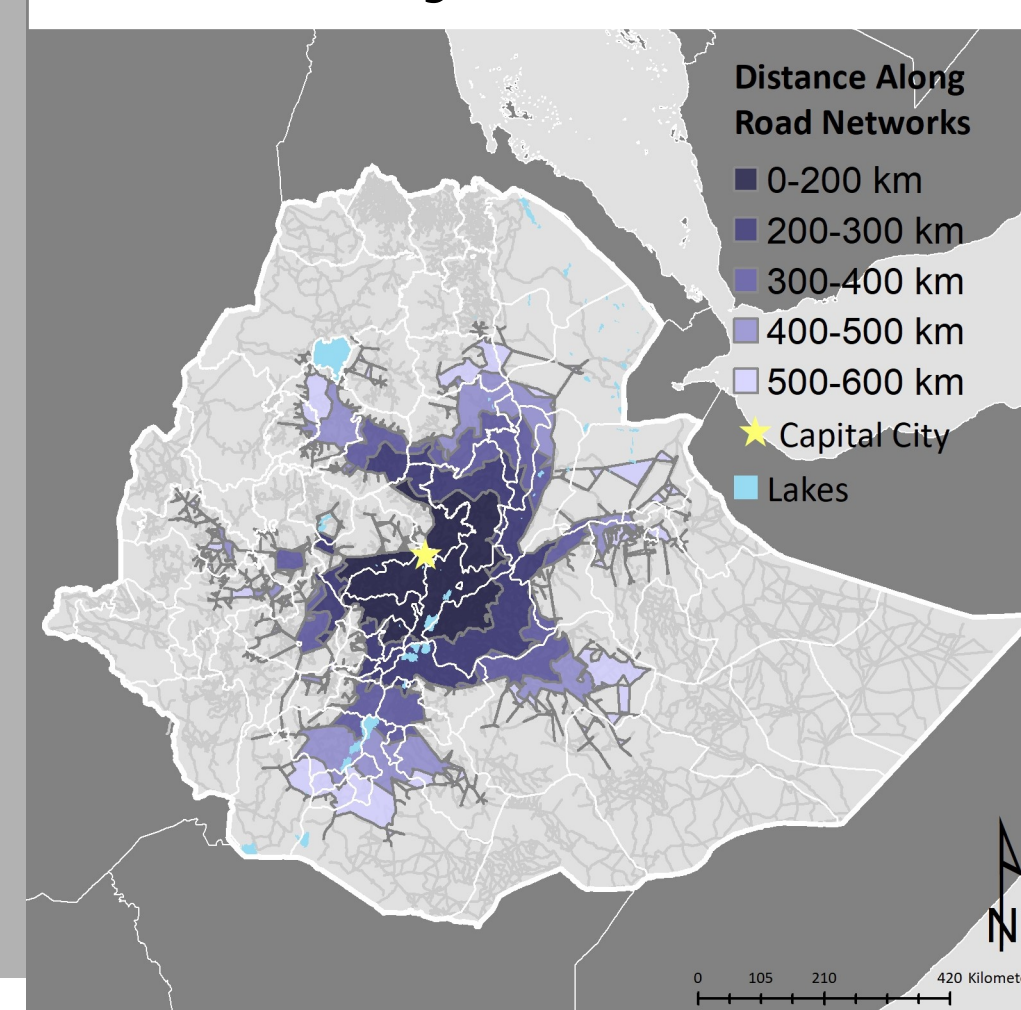 Distance Along
Road Networks
0-200 km
200-300 km
300-400 km
400-500 km
500-600 km
Capital City
Lakes
N
0 105 210 420 Kilomet